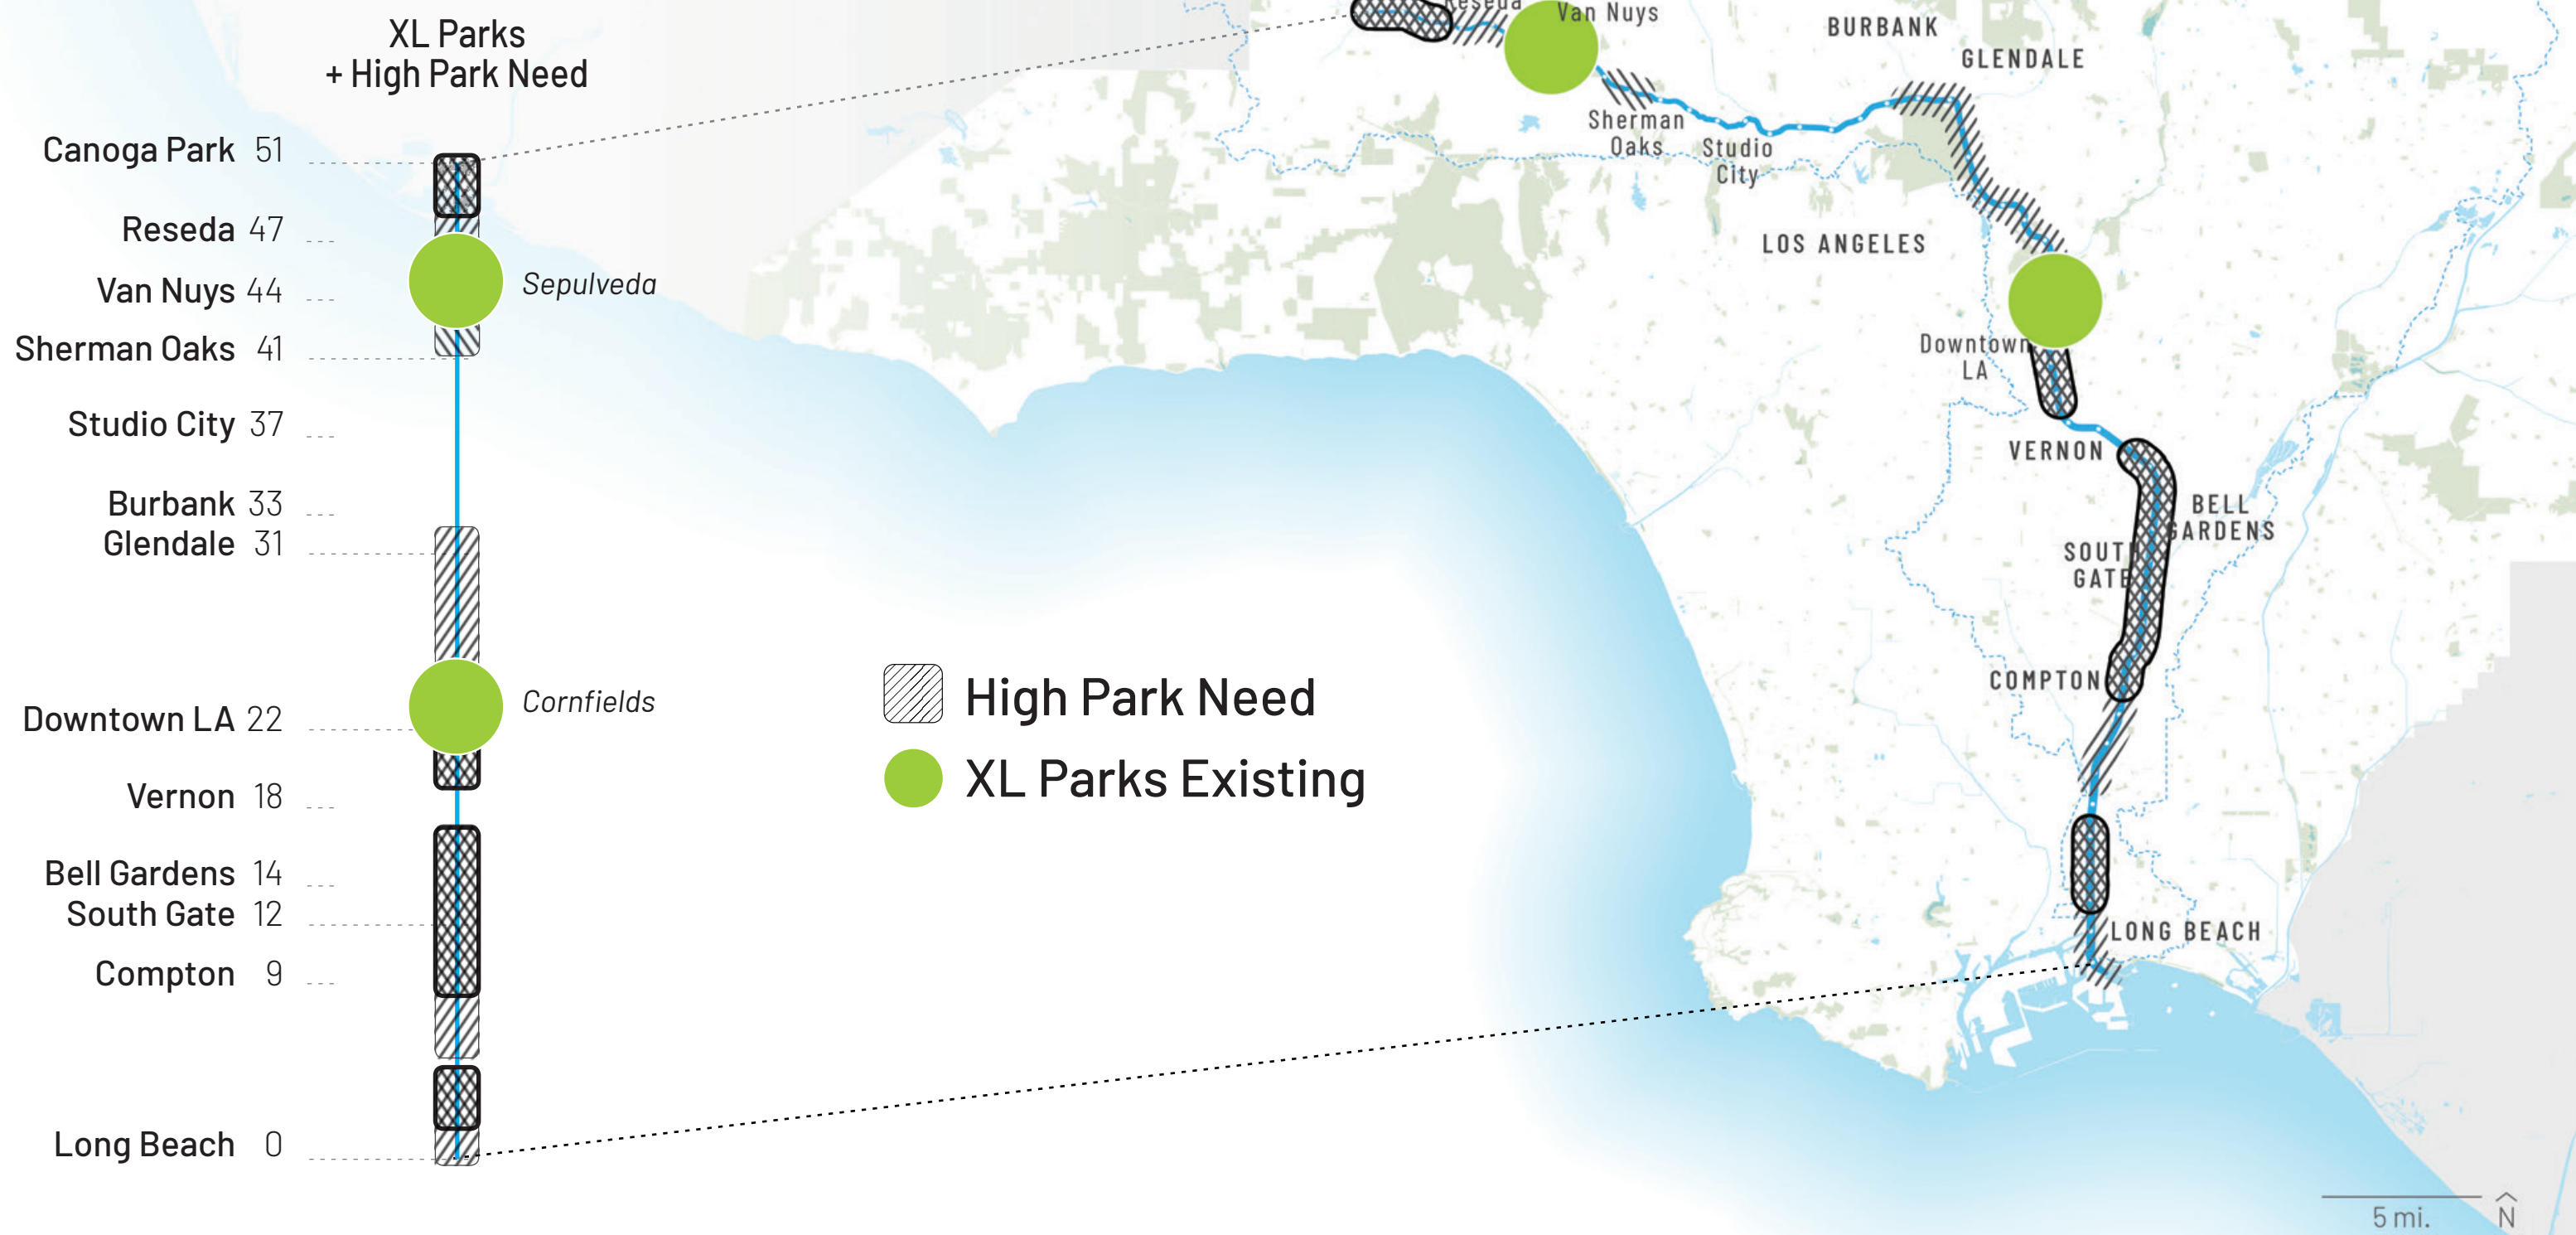 XL Parks
+ High Park Need
Canoga Park 51
Reseda 47
Van Nuys 44
Sherman Oaks 41
Studio City 37
Burbank 33
Glendale 31
Downtown LA 22
Vernon 18
Bell Gardens 14
South Gate 12
Compton 9
Long Beach 0
Sepulveda
Cornfields
High Park Need
XL Parks Existing
Reseda
Van Nuys
BURBANK
GLENDALE
Sherman
Oaks
Studio
City
LOS ANGELES
Downtown
LA
VERNON
BELL
GARDENS
SOUTH
GATE
COMPTON
LONG BEACH
5 mi.
N